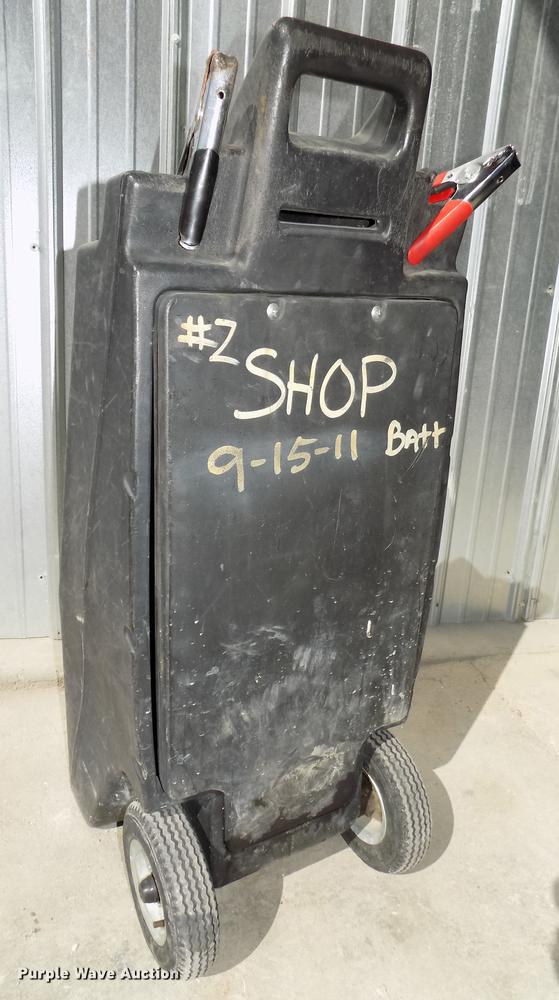 #2
SHOP
9-15-11 Batt
Purple Wave Auction